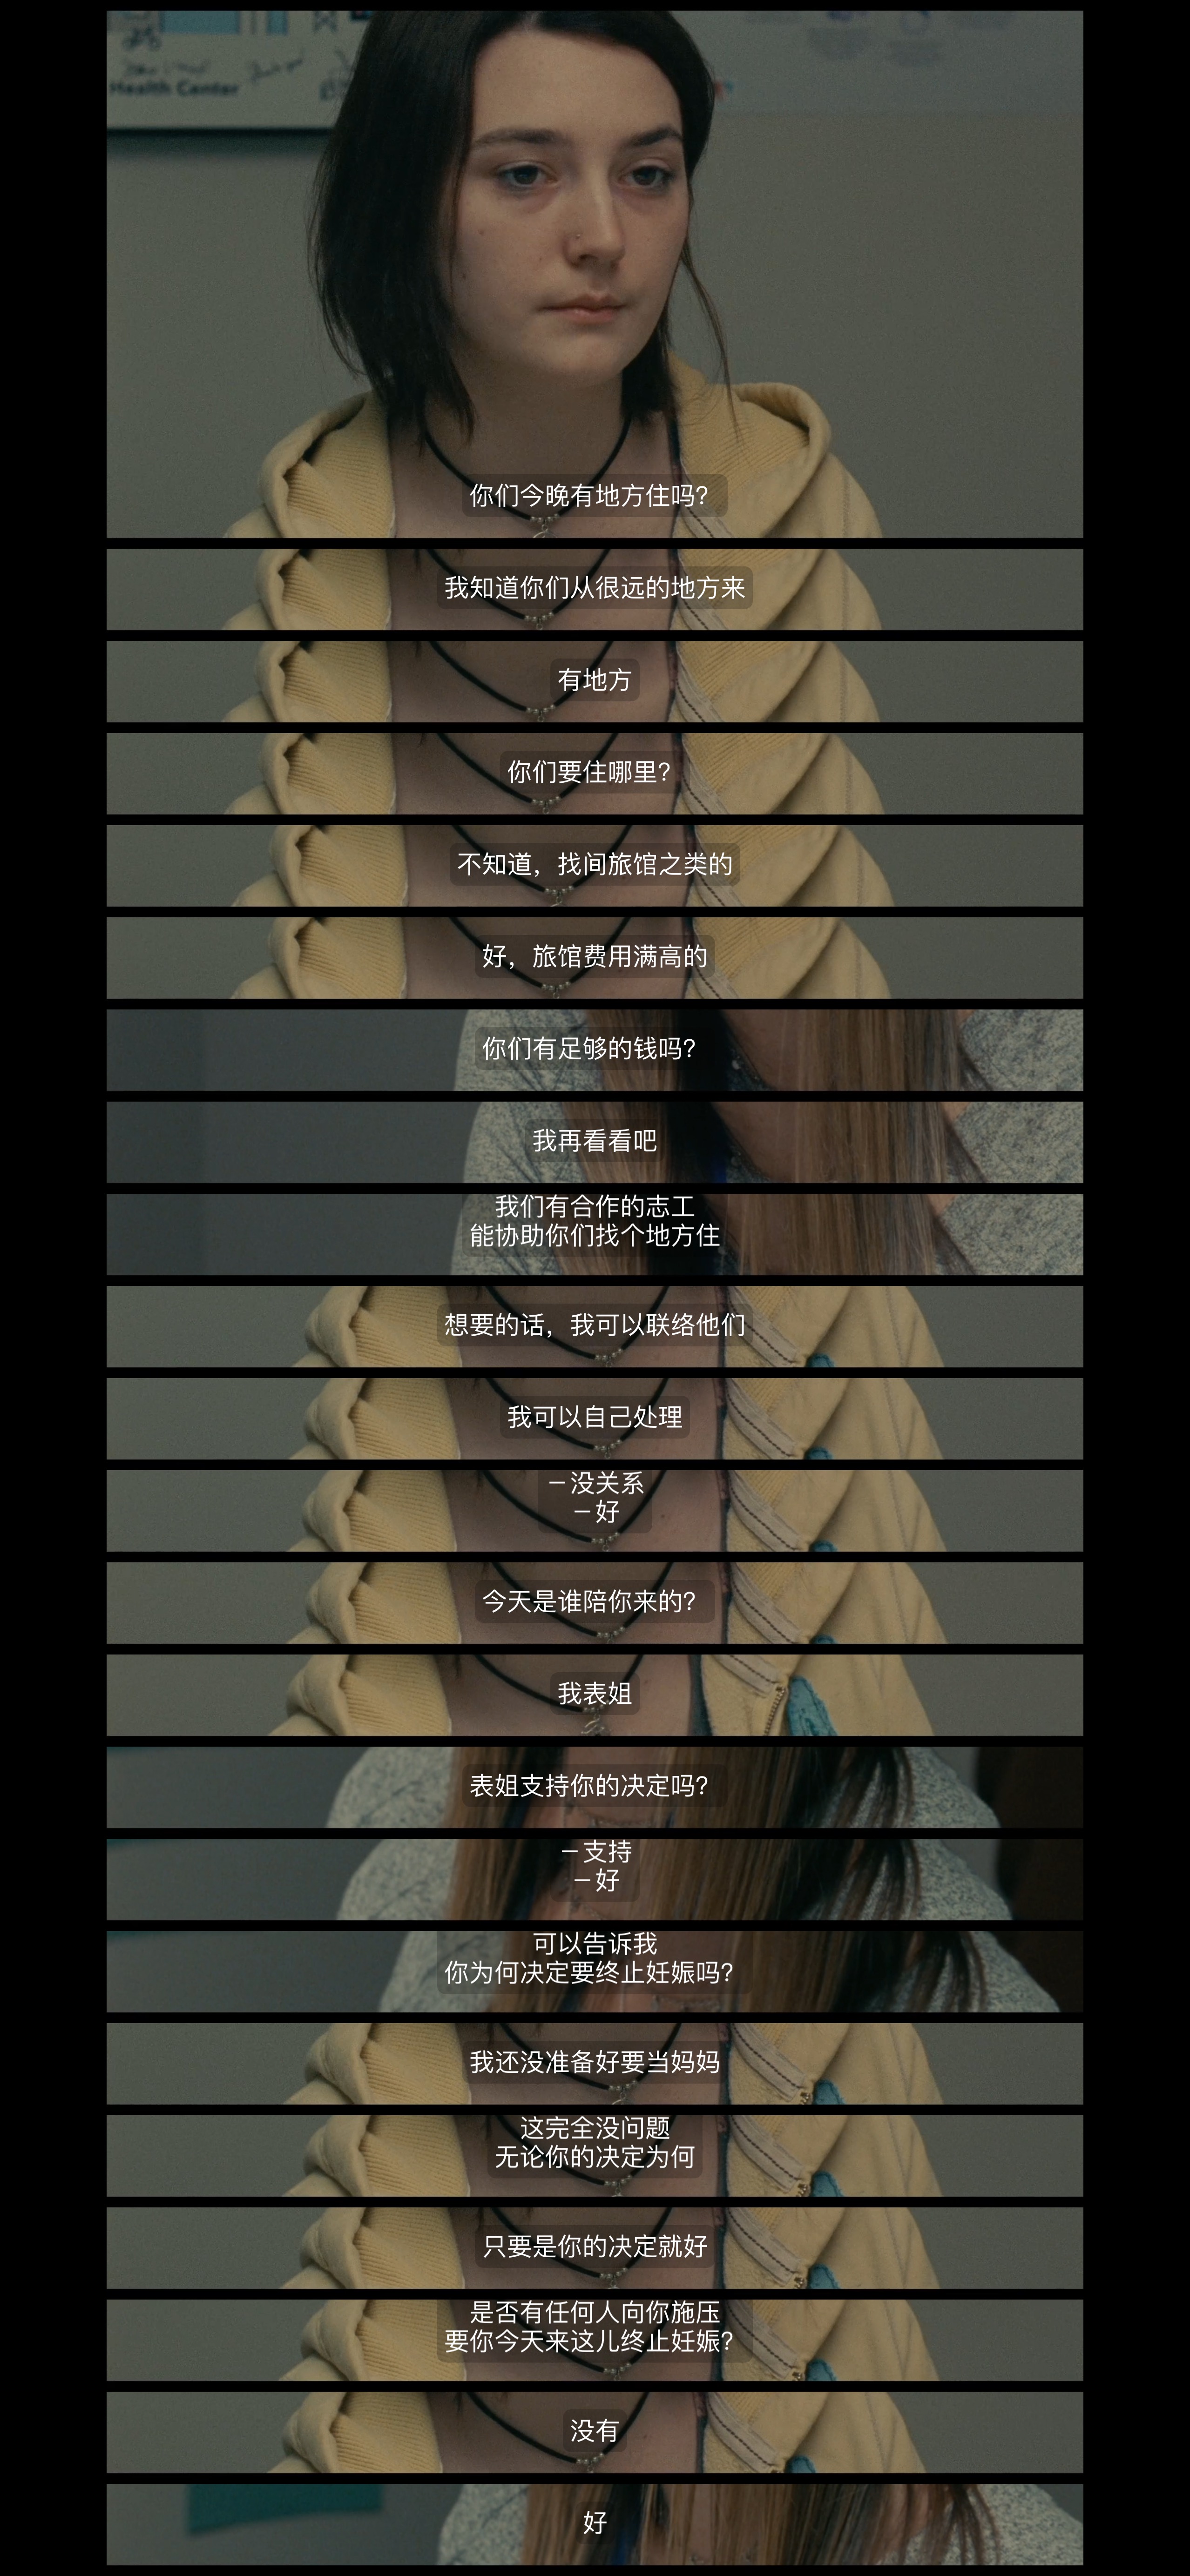 Health Center
你们今晚有地方住吗?
我知道你们从很远的地方来
有地方
你们要住哪里?
不知道，找间旅馆之类的
好，旅馆费用满高的
你们有足够的钱吗?
我再看看吧
我们有合作的志工
能协助你们找个地方住
想要的话，我可以联络他们
我可以自己处理
－没关系
－好
今天是谁陪你来的?
我表姐
表姐支持你的决定吗?
－支持
－好
可以告诉我
你为何决定要终止妊娠吗?
我还没准备好要当妈妈
这完全没问题
无论你的决定为何
只要是你的决定就好
是否有任何人向你施压
要你今天来这儿终止妊娠?
没有
好